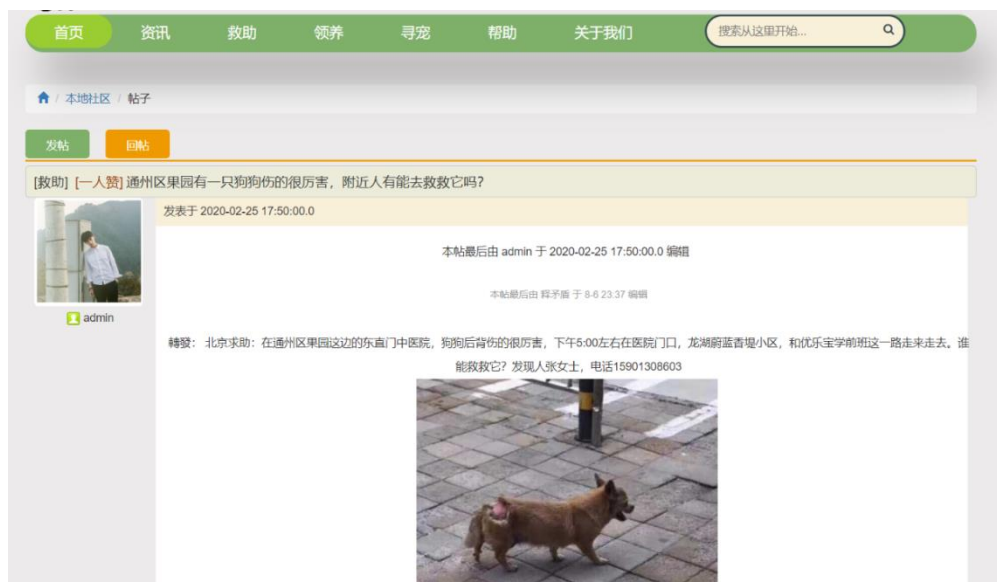 首页 资讯 救助 领养 寻宠 帮助 关于我们 搜索从这里开始...
/ 本地社区 / 帖子
发帖 回帖
[救助] [一人赞] 通州区果园有一只狗狗伤的很厉害，附近人有能去救救它吗？
发表于 2020-02-25 17:50:00.0
本帖最后由 admin 于 2020-02-25 17:50:00.0 编辑
本帖最后由 释矛盾 于 8-6 23:37 编辑
admin
轉發： 北京求助：在通州区果园这边的东直门中医院，狗狗后背伤的很厉害，下午5:00左右在医院门口，龙湖蔚蓝香堤小区，和优乐宝学前班这一路走来走去。谁
能救救它？发现人张女士，电话15901308603